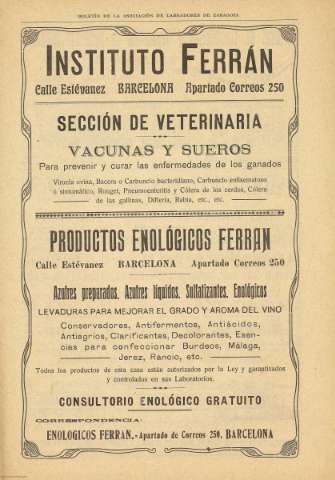 BOLETÍN DE LA ASOCIACIÓN DE LABRADORES DE ZARAGOZA
INSTITUTO FERRÁN
Calle Estévanez BARCELONA Apartado Correos 250
SECCIÓN DE VETERINARIA
VACUNAS Y SUEROS
Para prevenir y curar las enfermedades de los ganados
Viruela ovina, Bacera o Carbunco bacteridiano, Carbunco enfisematoso
o sintomático, Rouget, Pneumoenteritis y Cólera de los cerdos, Cólera
de las gallinas, Difteria, Rabia, etc., etc.
PRODUCTOS ENOLÓGICOS FERRAN
Calle Estévanez BARCELONA Apartado Correos 250
Azufres preparados, Azufres líquidos, Sulfatizantes, Enológicos
LEVADURAS PARA MEJORAR EL GRADO Y AROMA DEL VINO
Conservadores, Antifermentos, Antiácidos,
Antiagrios, Clarificantes, Decolorantes, Esen-
cias para confeccionar Burdeos, Málaga,
Jerez, Rancio, etc.
Todos los productos de esta casa están autorizados por la Ley y garantizados
y controlados en sus Laboratorios.
CONSULTORIO ENOLÓGICO GRATUITO
CORRESPONDENCIA:
ENOLOGICOS FERRAN.-Apartado de Correos 250, BARCELONA